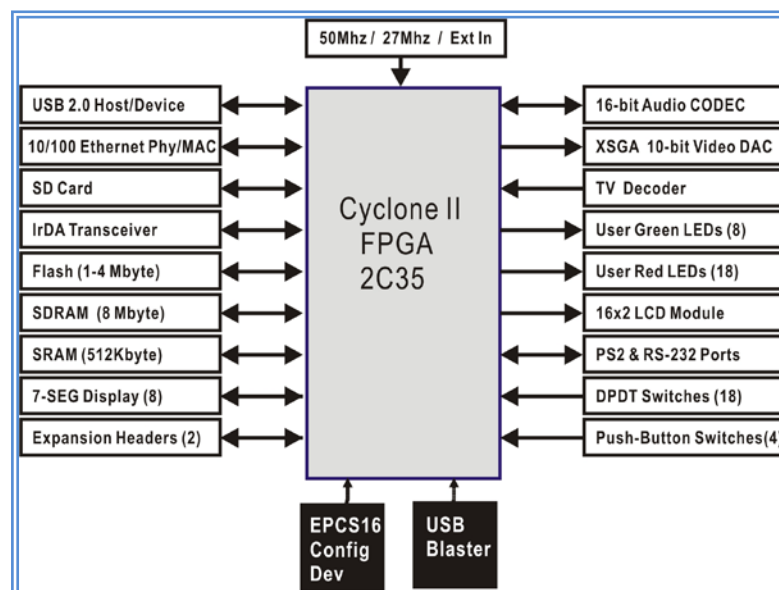 50Mhz / 27Mhz / Ext In
USB 2.0 Host/Device
10/100 Ethernet Phy/MAC
SD Card
IrDA Transceiver
Flash (1-4 Mbyte)
SDRAM (8 Mbyte)
SRAM (512Kbyte)
7-SEG Display (8)
Expansion Headers (2)
Cyclone II
FPGA
2C35
16-bit Audio CODEC
XSGA 10-bit Video DAC
TV Decoder
User Green LEDs (8)
User Red LEDs (18)
16x2 LCD Module
PS2 & RS-232 Ports
DPDT Switches (18)
Push-Button Switches(4)
EPCS16
Config
Dev
USB
Blaster